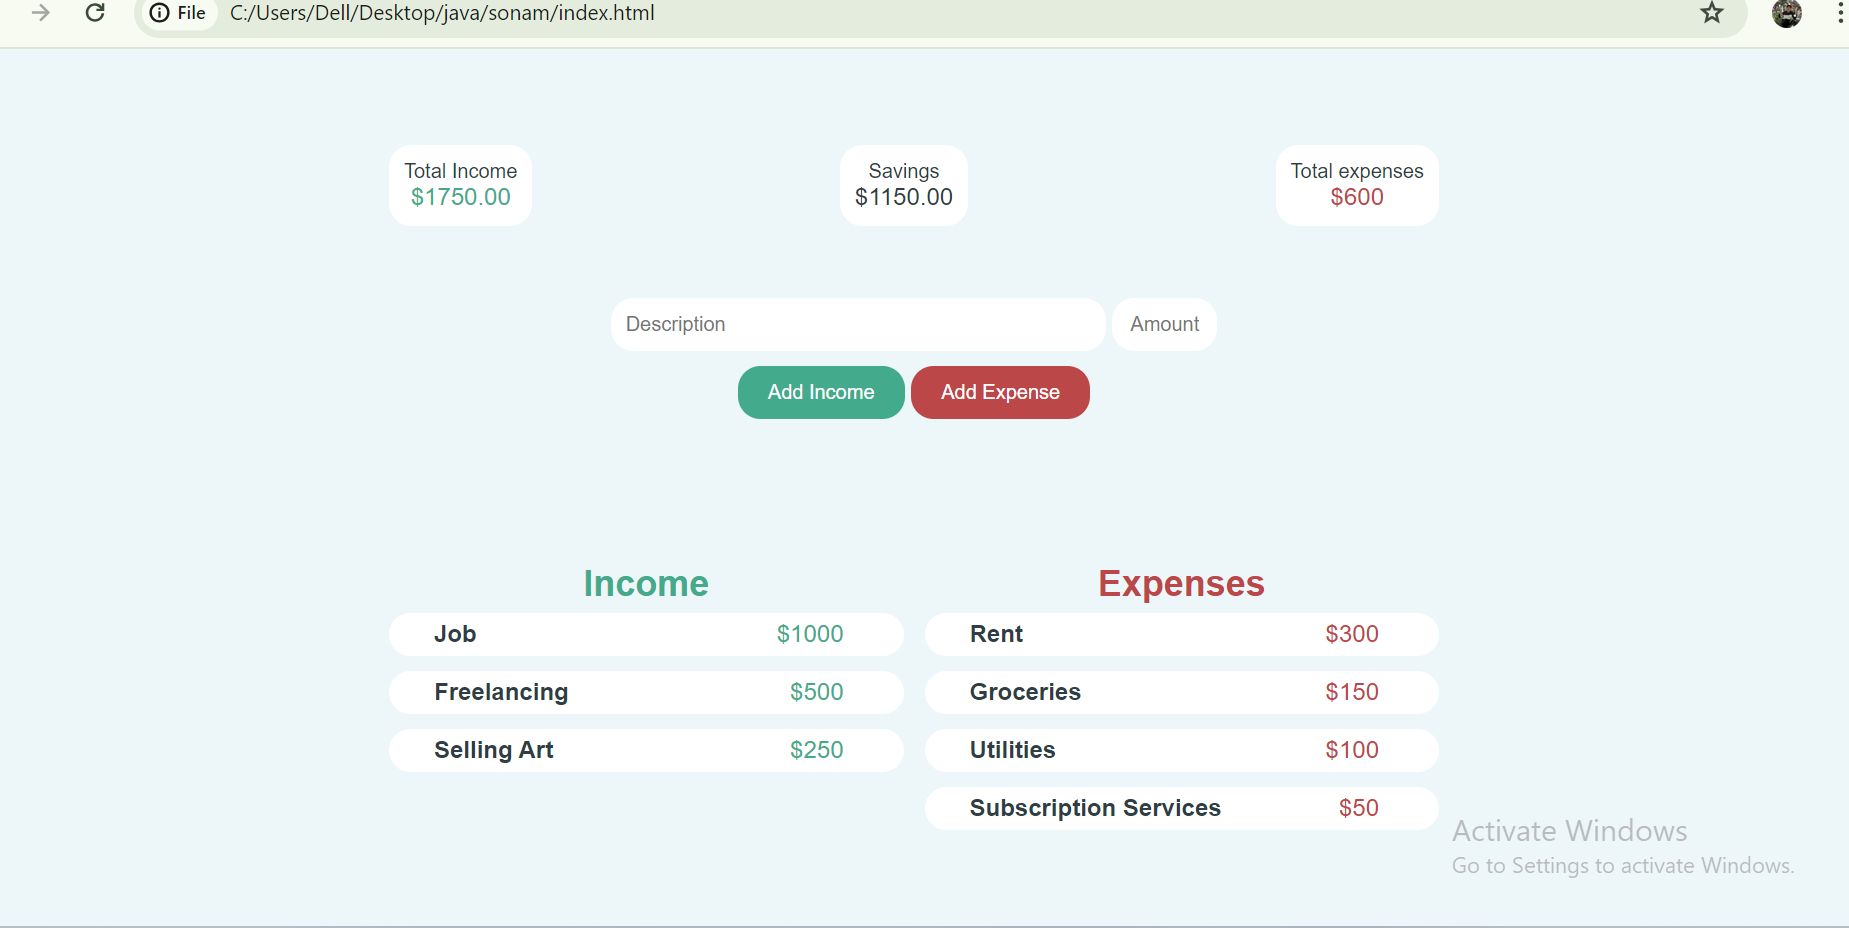 File C:/Users/Dell/Desktop/java/sonam/index.html
Total Income
$1750.00
Savings
$1150.00
Total expenses
$600
Description Amount
Add Income Add Expense
Income
Job $1000
Freelancing $500
Selling Art $250
Expenses
Rent $300
Groceries $150
Utilities $100
Subscription Services $50
Activate Windows
Go to Settings to activate Windows.